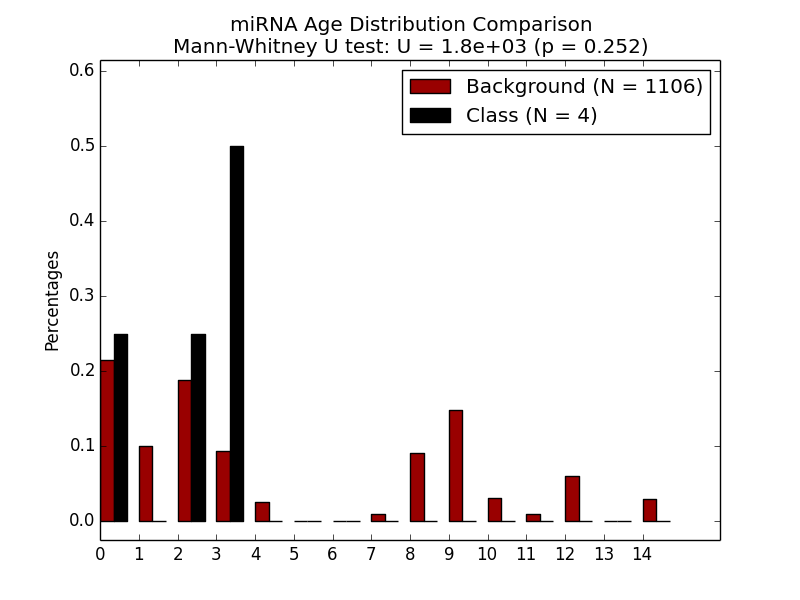 miRNA Age Distribution Comparison
Mann-Whitney U test: U = 1.8e+03 (p = 0.252)
Background (N = 1106)
Class (N = 4)
Percentages
0.6
0.5
0.4
0.3
0.2
0.1
0.0
0 1 2 3 4 5 6 7 8 9 10 11 12 13 14